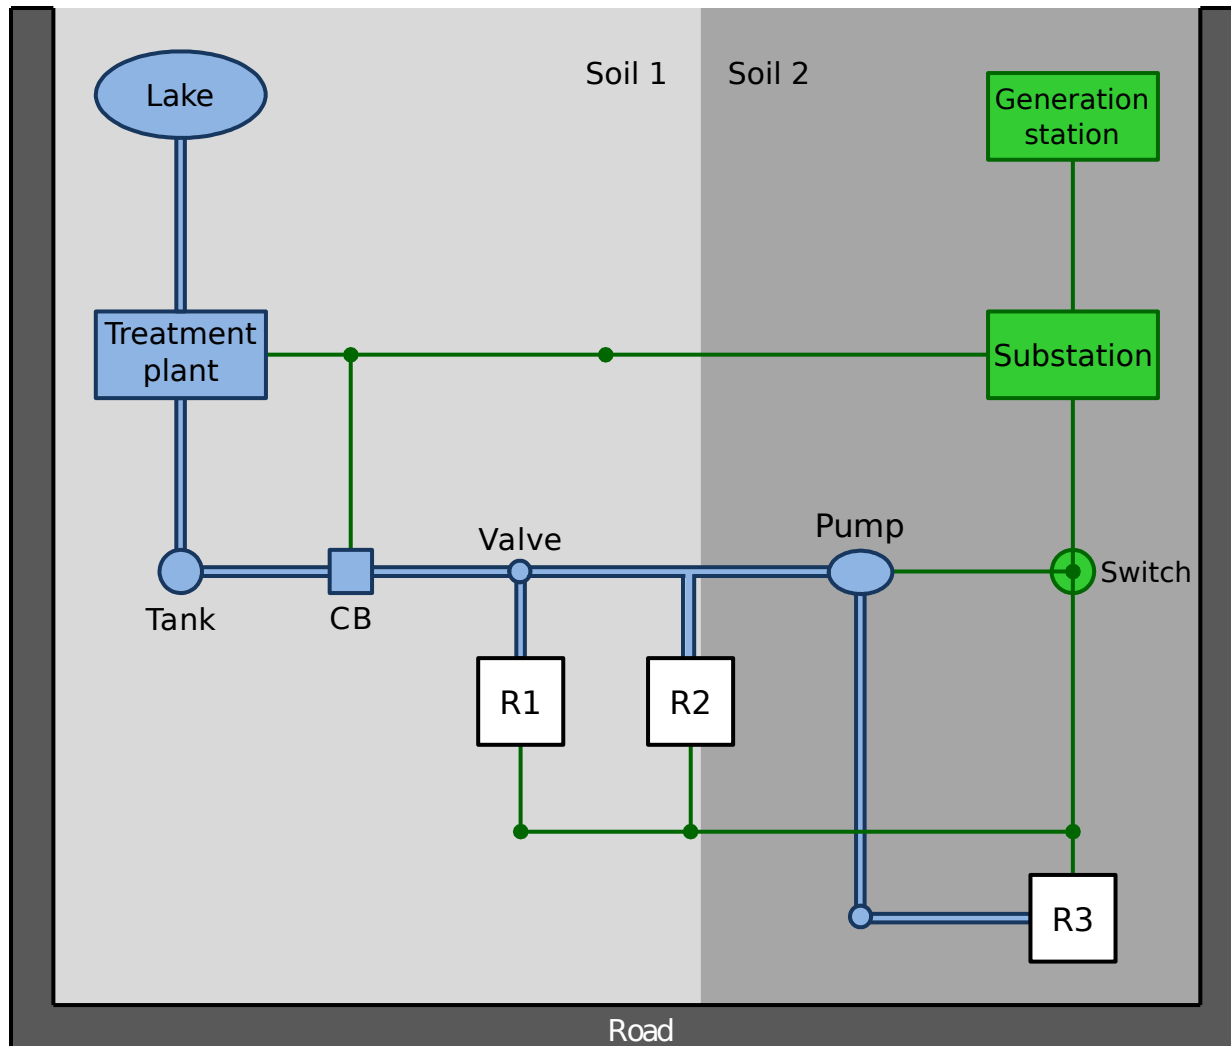 Soil 1
Soil 2
Lake
Generation
station
Treatment
plant
Substation
Valve
Pump
Switch
Tank
CB
R1
R2
R3
Road